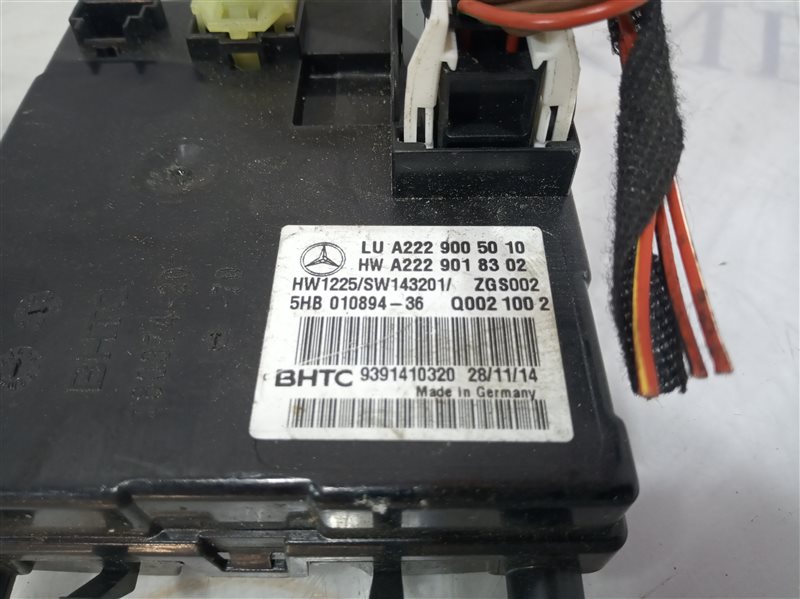 LU A222 900 50 10
HW A222 901 83 02
HW1225/SW143201/ ZGS002
5HB 010894-36 Q002 100 2
BHTC 9391410320 28/11/14
Made in Germany
BHTC